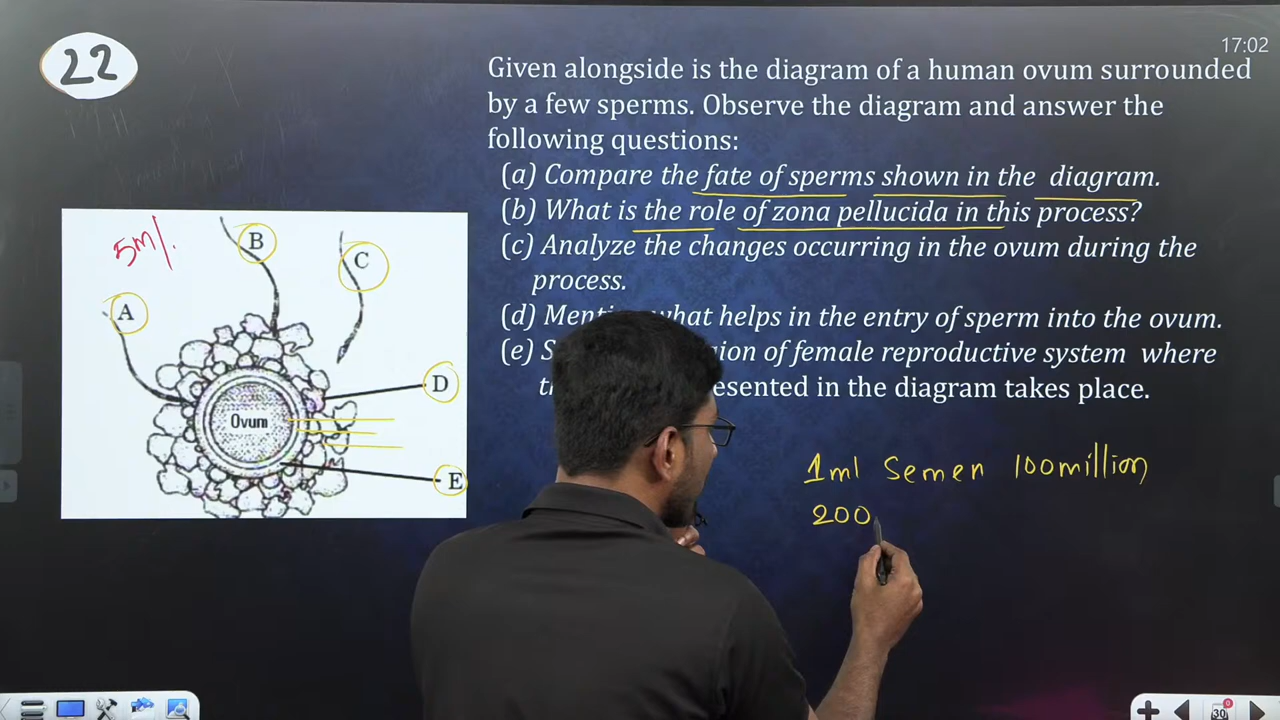 17:02
22
Given alongside is the diagram of a human ovum surrounded
by a few sperms. Observe the diagram and answer the
following questions:
(a) Compare the fate of sperms shown in the diagram.
(b) What is the role of zona pellucida in this process?
(c) Analyze the changes occurring in the ovum during the
process.
(d) what helps in the entry of sperm into the ovum.
(e) of female reproductive system where
presented in the diagram takes place.
5ml.
B
C
A
D
Ovum
E
1ml Semen 100million
200